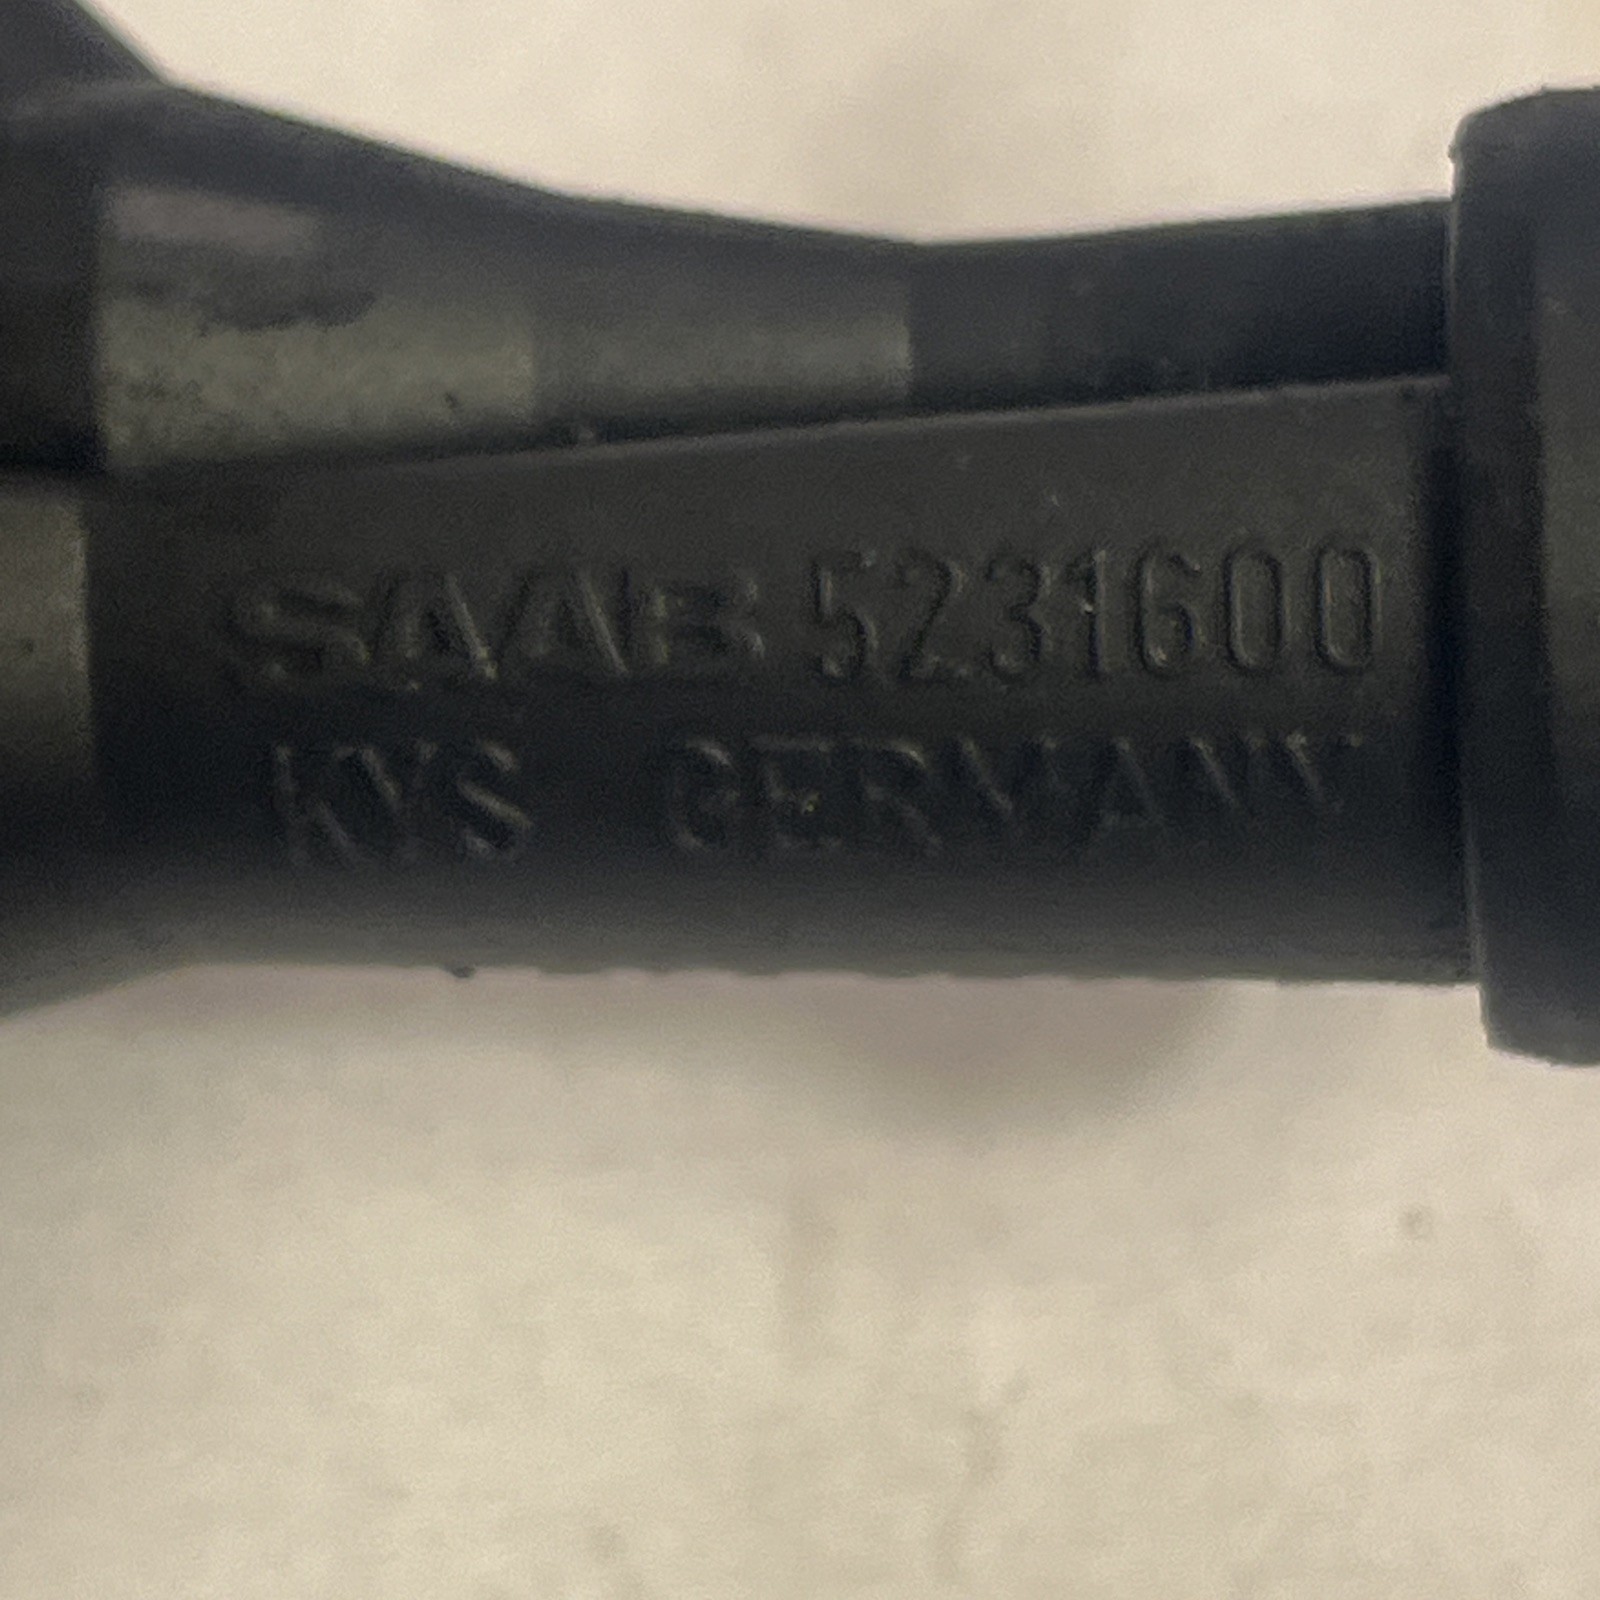 SAAB 5231600
KVS GERMANY